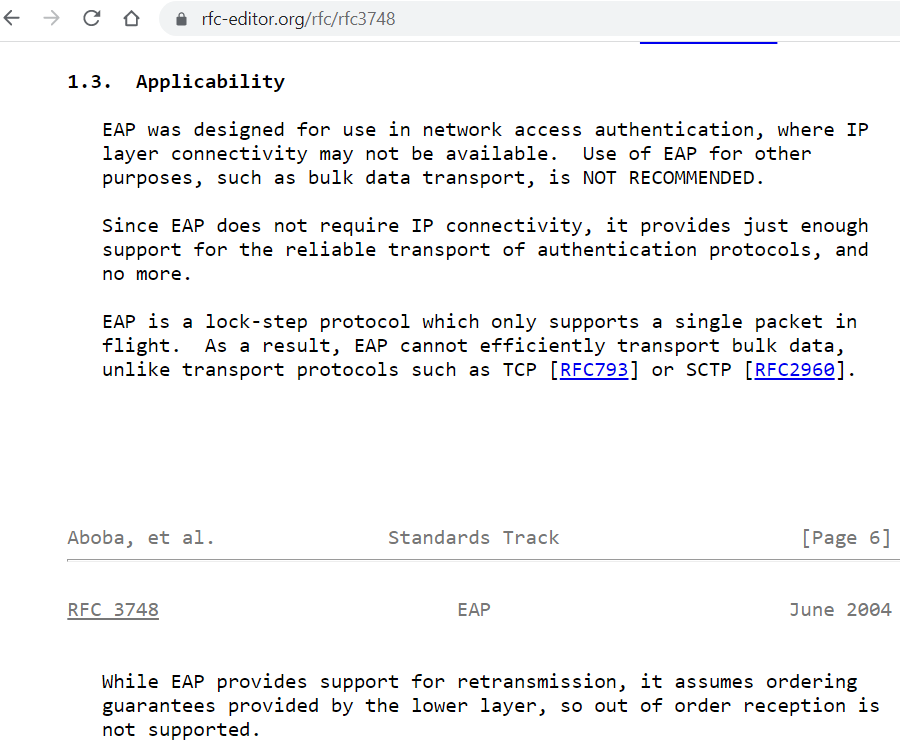 rfc-editor.org/rfc/rfc3748
1.3.  Applicability
EAP was designed for use in network access authentication, where IP
layer connectivity may not be available.  Use of EAP for other
purposes, such as bulk data transport, is NOT RECOMMENDED.
Since EAP does not require IP connectivity, it provides just enough
support for the reliable transport of authentication protocols, and
no more.
EAP is a lock-step protocol which only supports a single packet in
flight.  As a result, EAP cannot efficiently transport bulk data,
unlike transport protocols such as TCP [RFC793] or SCTP [RFC2960].
Aboba, et al.                Standards Track                     [Page 6]
RFC 3748                          EAP                          June 2004
While EAP provides support for retransmission, it assumes ordering
guarantees provided by the lower layer, so out of order reception is
not supported.